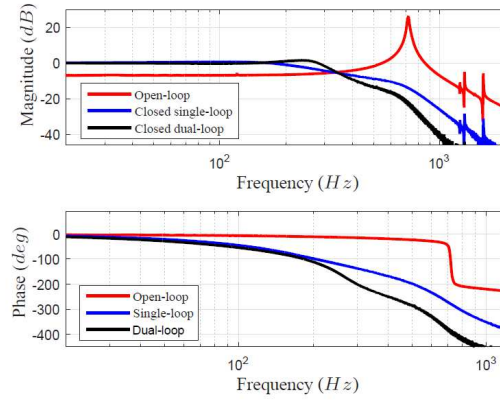 Magnitude (dB)
20
0
-20
-40
Open-loop
Closed single-loop
Closed dual-loop
10²
10³
Frequency (Hz)
Phase (deg)
0
-100
-200
-300
-400
Open-loop
Single-loop
Dual-loop
10²
10³
Frequency (Hz)